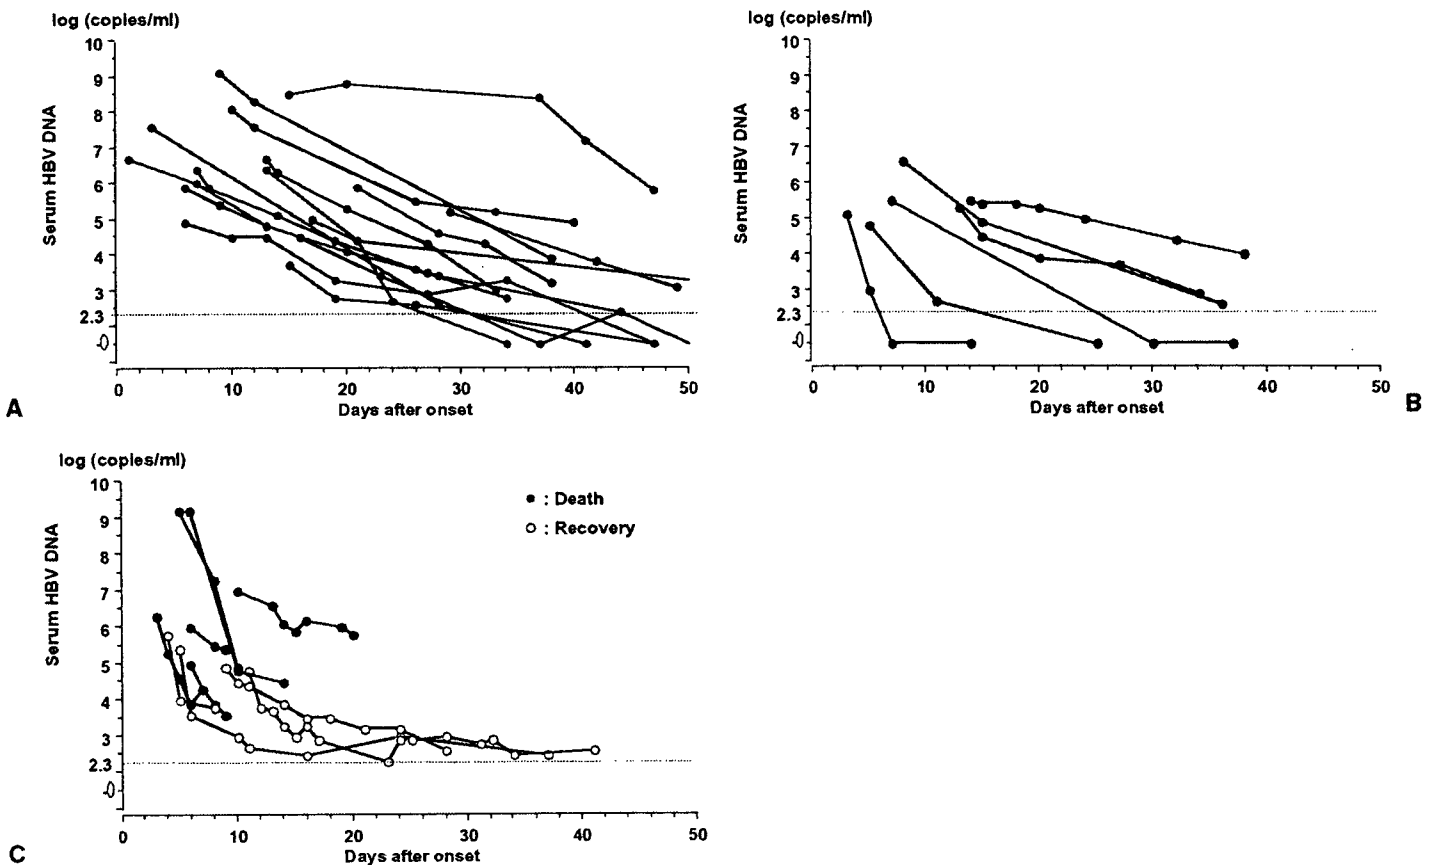 log (copies/ml)
10
9
8
7
6
5
4
3
2.3
-0
Serum HBV DNA
0 10 20 30 40 50
Days after onset
A
log (copies/ml)
10
9
8
7
6
5
4
3
2.3
-0
Serum HBV DNA
0 10 20 30 40 50
Days after onset
B
log (copies/ml)
10
9
8
7
6
5
4
3
2.3
-0
Serum HBV DNA
● : Death
○ : Recovery
0 10 20 30 40 50
Days after onset
C